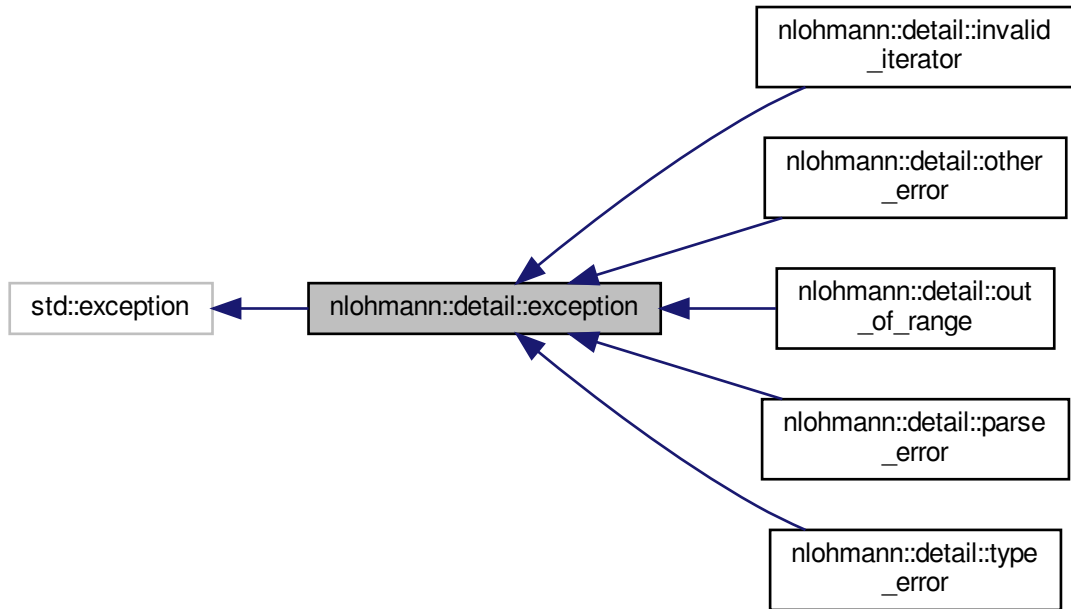 nlohmann::detail::invalid
_iterator
nlohmann::detail::other
_error
std::exception
nlohmann::detail::exception
nlohmann::detail::out
_of_range
nlohmann::detail::parse
_error
nlohmann::detail::type
_error